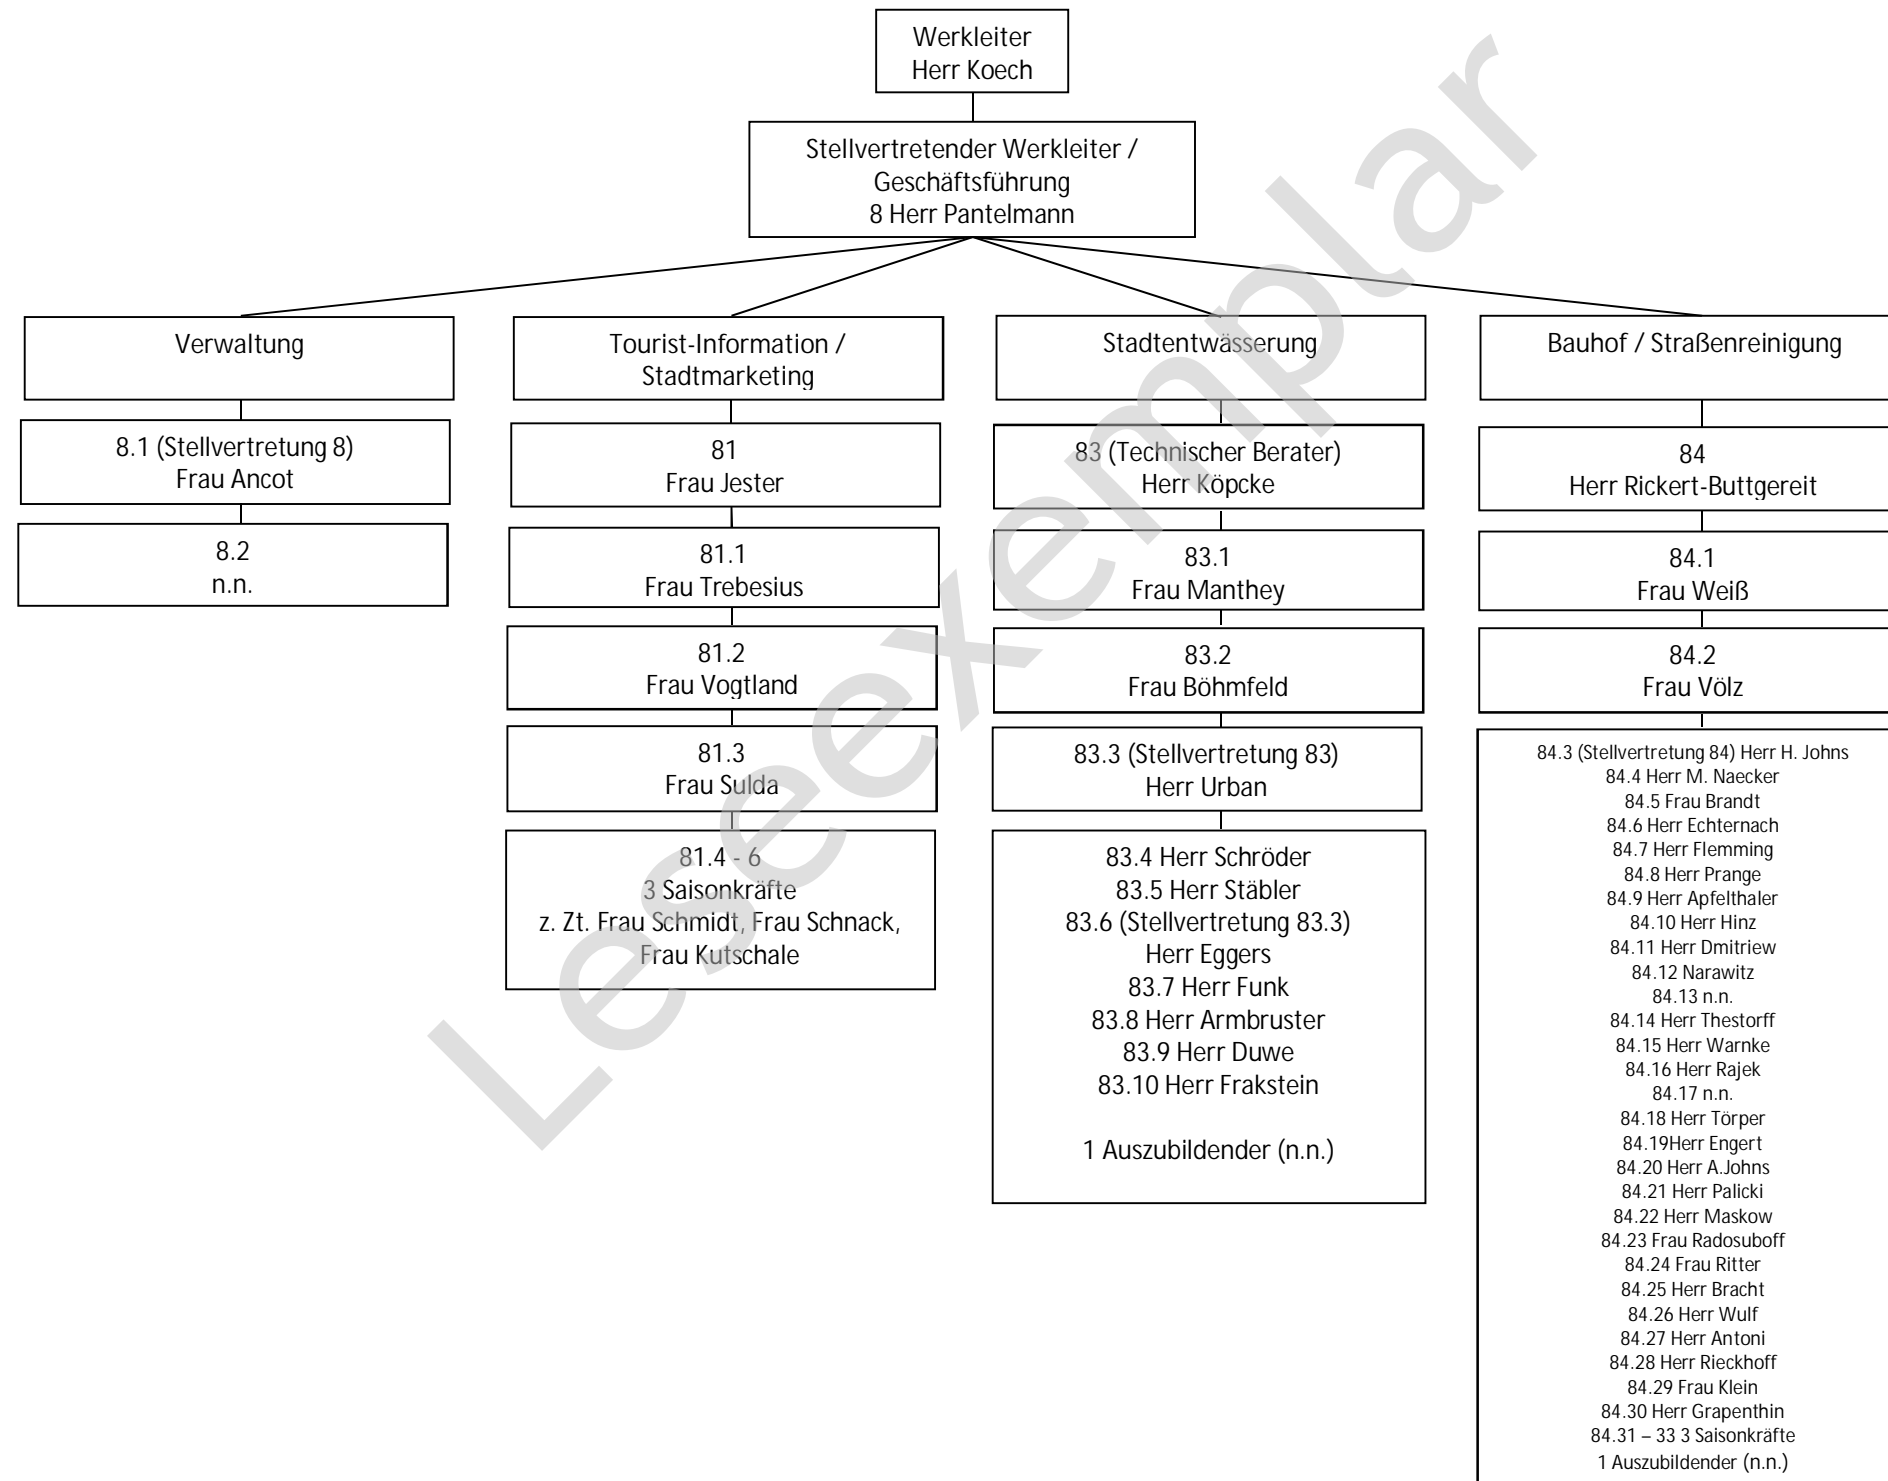 Werkleiter
Herr Koech
Stellvertretender Werkleiter /
Geschäftsführung
8 Herr Pantelmann
Verwaltung
8.1 (Stellvertretung 8)
Frau Ancot
8.2
n.n.
Tourist-Information /
Stadtmarketing
81
Frau Jester
81.1
Frau Trebesius
81.2
Frau Vogtland
81.3
Frau Sulda
81.4 - 6
3 Saisonkräfte
z. Zt. Frau Schmidt, Frau Schnack,
Frau Kutschale
Stadtentwässerung
83 (Technischer Berater)
Herr Köpcke
83.1
Frau Manthey
83.2
Frau Böhmfeld
83.3 (Stellvertretung 83)
Herr Urban
83.4 Herr Schröder
83.5 Herr Stäbler
83.6 (Stellvertretung 83.3)
Herr Eggers
83.7 Herr Funk
83.8 Herr Armbruster
83.9 Herr Duwe
83.10 Herr Frakstein
1 Auszubildender (n.n.)
Bauhof / Straßenreinigung
84
Herr Rickert-Buttgereit
84.1
Frau Weiß
84.2
Frau Völz
84.3 (Stellvertretung 84) Herr H. Johns
84.4 Herr M. Naecker
84.5 Frau Brandt
84.6 Herr Echternach
84.7 Herr Flemming
84.8 Herr Prange
84.9 Herr Apfelthaler
84.10 Herr Hinz
84.11 Herr Dmitriew
84.12 Narawitz
84.13 n.n.
84.14 Herr Thestorff
84.15 Herr Warnke
84.16 Herr Rajek
84.17 n.n.
84.18 Herr Törper
84.19Herr Engert
84.20 Herr A.Johns
84.21 Herr Palicki
84.22 Herr Maskow
84.23 Frau Radosuboff
84.24 Frau Ritter
84.25 Herr Bracht
84.26 Herr Wulf
84.27 Herr Antoni
84.28 Herr Rieckhoff
84.29 Frau Klein
84.30 Herr Grapenthin
84.31 – 33 3 Saisonkräfte
1 Auszubildender (n.n.)
Leseexemplar